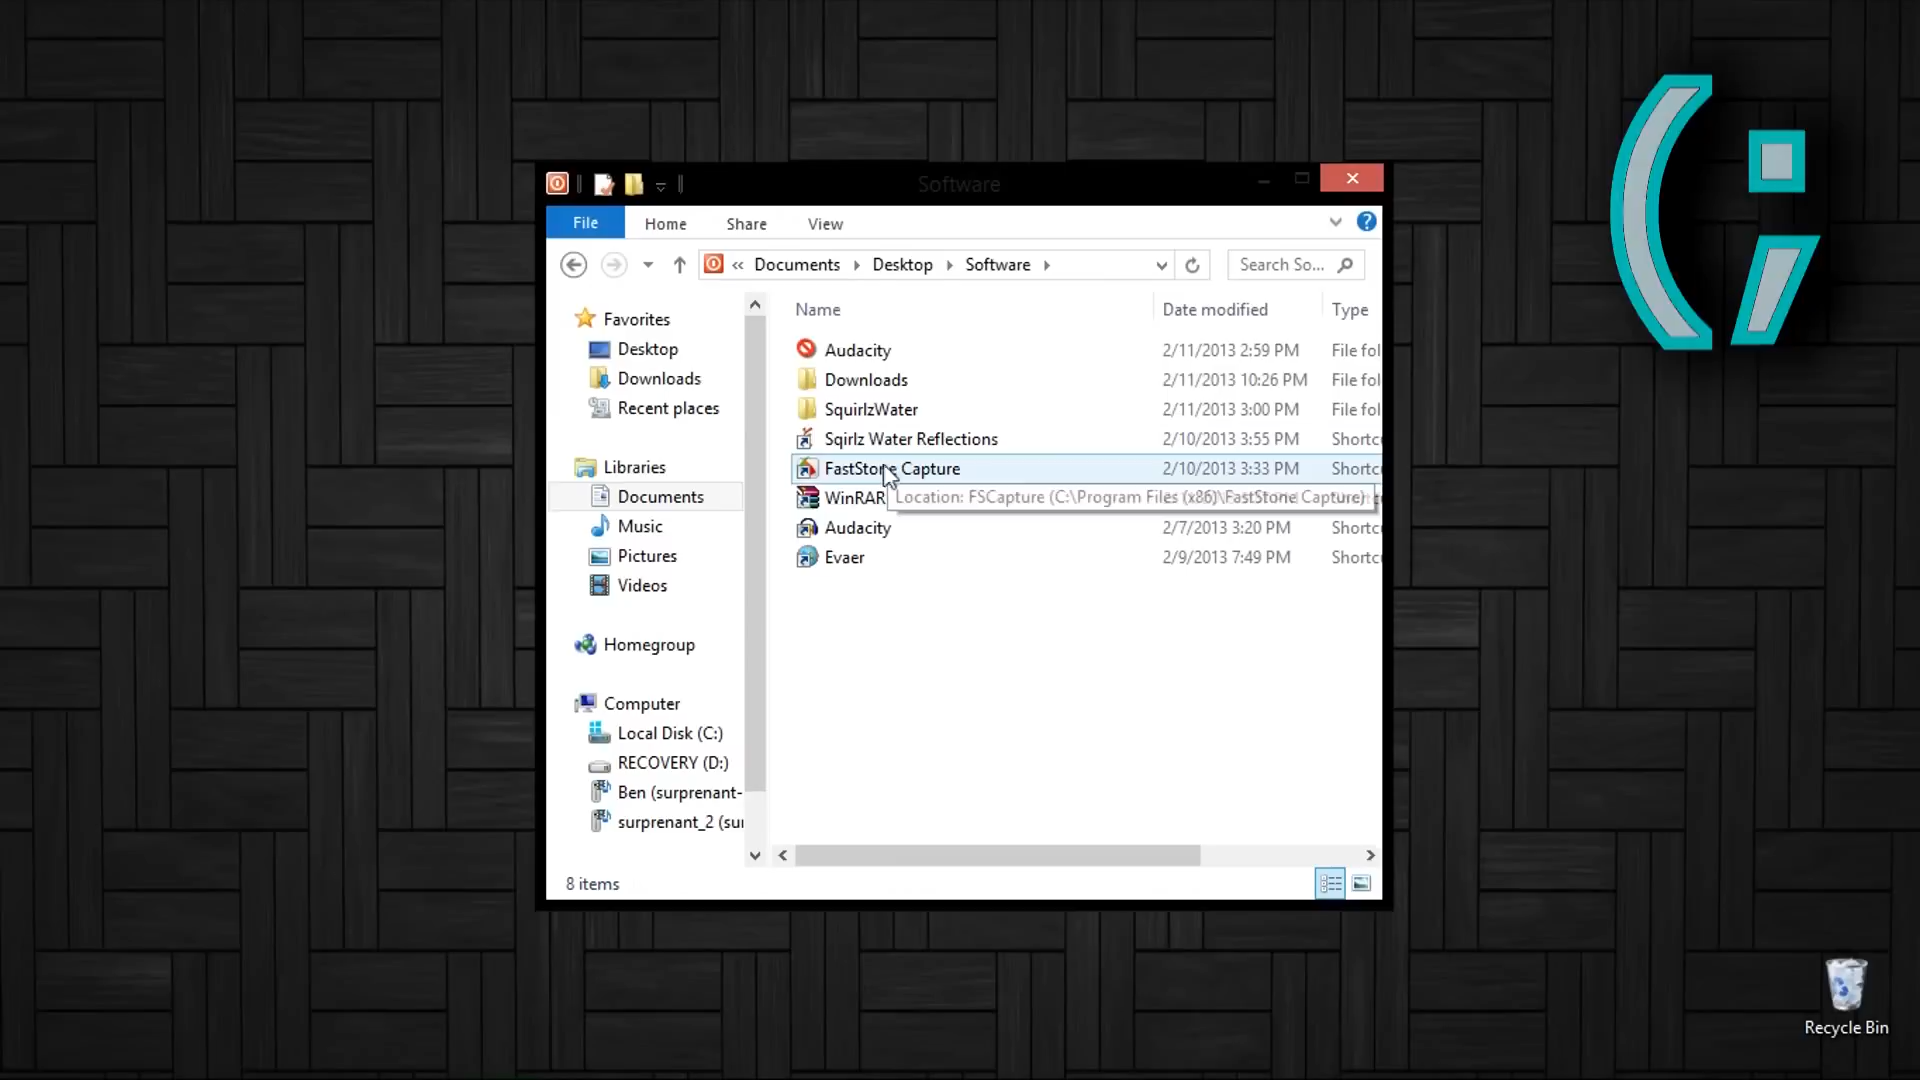 Software
File Home Share View
« Documents Desktop Software Search So...
Name Date modified Type
Favorites
Desktop
Downloads
Recent places
Libraries
Documents
Music
Pictures
Videos
Homegroup
Computer
Local Disk (C:)
RECOVERY (D:)
Ben (surprenant-
surprenant_2 (sur
Audacity 2/11/2013 2:59 PM File fol
Downloads 2/11/2013 10:26 PM File fol
SquirlzWater 2/11/2013 3:00 PM File fol
Sqirlz Water Reflections 2/10/2013 3:55 PM Shortc
FastStone Capture 2/10/2013 3:33 PM Shortc
WinRAR
Location: FSCapture (C:\Program Files (x86)\FastStone Capture)
Audacity 2/7/2013 3:20 PM Shortc
Evaer 2/9/2013 7:49 PM Shortc
8 items
(;
Recycle Bin